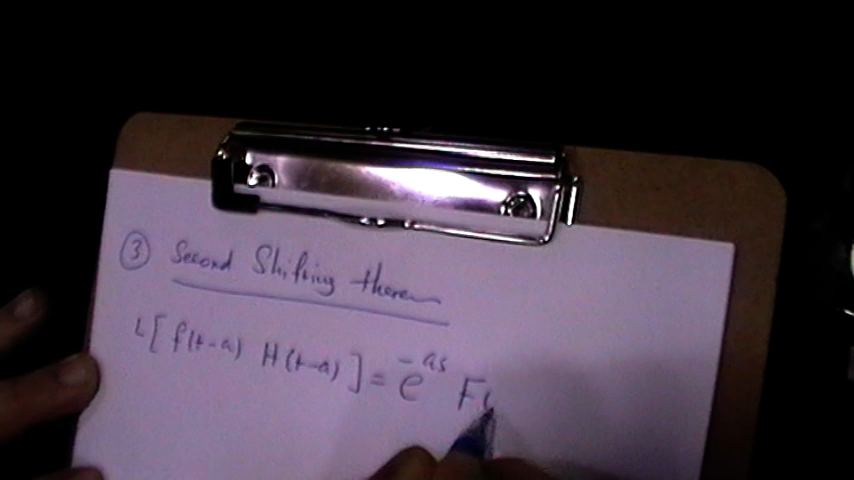 ③ Second Shifting theorem
L[f(t-a) H(t-a)] = e^-as F(